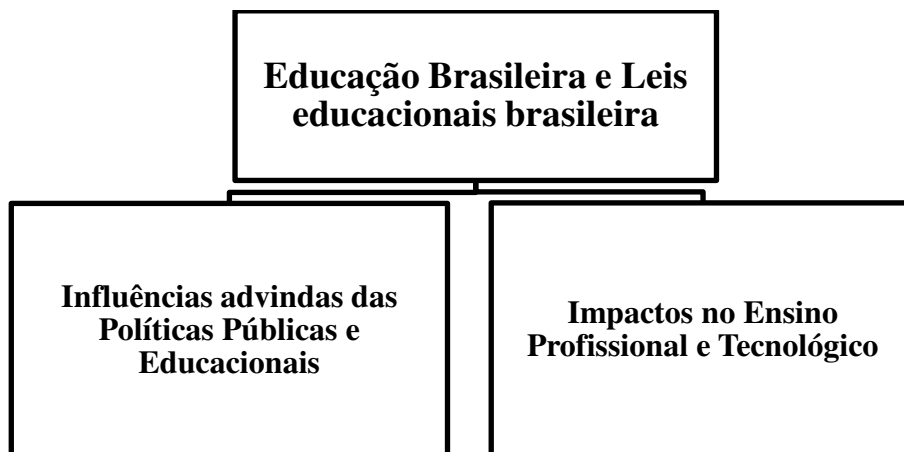 Educação Brasileira e Leis
educacionais brasileira
Influências advindas das
Políticas Públicas e
Educacionais
Impactos no Ensino
Profissional e Tecnológico